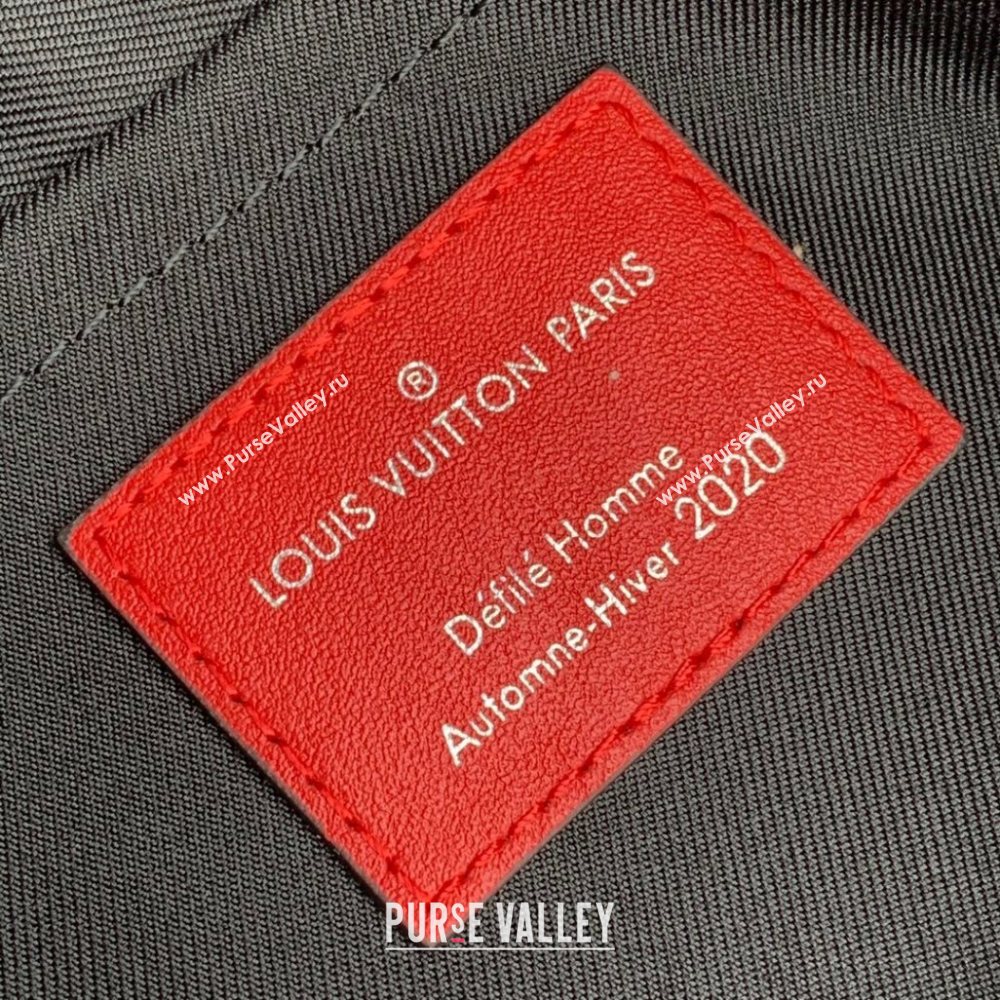 ®
LOUIS VUITTON PARIS
Défilé Homme
Automne-Hiver 2020
www.PurseValley.ru
www.PurseValley.ru
PURSE VALLEY